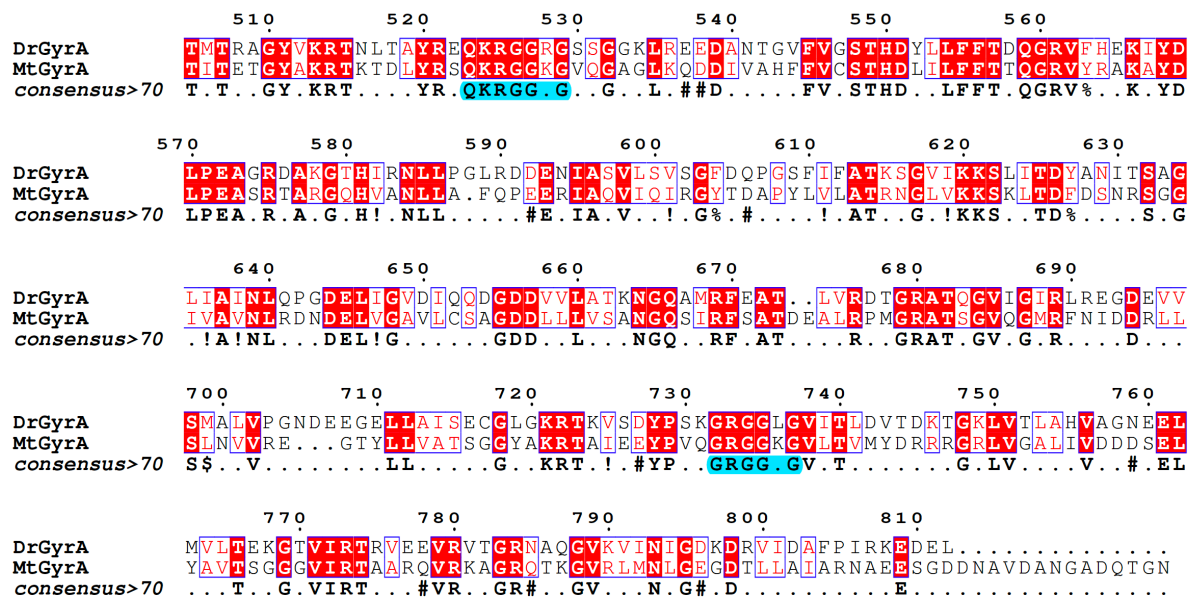 510 520 530 540 550 560
DrGyrA TMTRAGYVKRTNLTAYREQKRGGRGSSGGKLREEDANTGVFVGSTHDYLLFFTDQGRVFHEKIYD
MtGyrA TITETGYAKRTKTDLYRSQKRGGKGVQGAGLKQDDIVAHFFVCSTHDLILFFTTQGRVYRAKAYD
consensus>70 T.T..GY.KRT....YR.QKRGG.G..G..L.##D.....FV.STHD..LFFT.QGRV%..K.YD
570 580 590 600 610 620 630
DrGyrA LPEAGRDAKGTHIRNLLPGLRDDENIASVLSVSGFDQPGSFIFATKSGVIKKSLITDYANITSAG
MtGyrA LPEASRTARGQHVANLLA.FQPEERIAQVIQIRGYTDAPYLVLATRNGLVKKSKLTDFDSNRSGG
consensus>70 LPEA.R.A.G.H!.NLL.....#E.IA.V..!.G%.#....!.AT..G.!KKS..TD%....S.G
640 650 660 670 680 690
DrGyrA LIAINLQPGDELIGVDIQQDGDDVVLATKNGQAMRFEAT..LVRDTGRATQGVIGIRLREGDEVV
MtGyrA IVAVNLRDNDELVGAVLCSAGDDLLLVSANGQSIRFSATDEALRPMGRATSGVQGMRFNIDDRLL
consensus>70 .!A!NL...DEL!G......GDD..L...NGQ..RF.AT....R..GRAT.GV.G.R....D...
700 710 720 730 740 750 760
DrGyrA SMALVPGNDEEGELLAISECGLGKRTKVSDYPSKGRGGLGVITLDVTDKTGKLVTLAHVAGNEEL
MtGyrA SLNVVRE...GTYLLVATSGGYAKRTAIEEYPVQGRGGKGVLTVMYDRRRGRLVGALIVDDDSEL
consensus>70 S$..V........LL.....G..KRT.!.#YP..GRGG.GV.T.......G.LV....V..#.EL
770 780 790 800 810
DrGyrA MVLTEKGTVIRTRVEEVRVTGRNAQGVKVINIGDKDRVIDAFPIRKEDEL..............
MtGyrA YAVTSGGGVIRTAARQVRKAGRQTKGVRLMNLGEGDTLLAIARNAEESGDDNAVDANGADQTGN
consensus>70 ...T..G.VIRT...#VR..GR#..GV...N.G#.D..........E.................